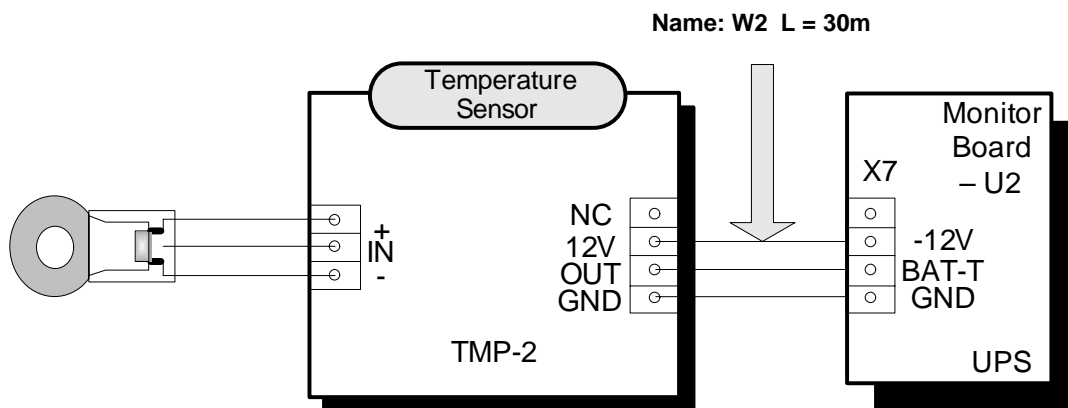 Name: W2 L = 30m
Temperature
Sensor
Monitor
Board
– U2
X7
+
IN
-
NC
12V
OUT
GND
-12V
BAT-T
GND
TMP-2
UPS